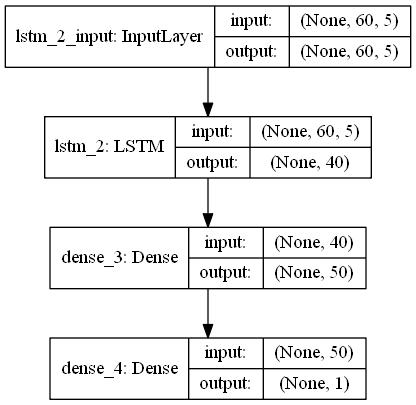 lstm_2_input: InputLayer
input: (None, 60, 5)
output: (None, 60, 5)
lstm_2: LSTM
input: (None, 60, 5)
output: (None, 40)
dense_3: Dense
input: (None, 40)
output: (None, 50)
dense_4: Dense
input: (None, 50)
output: (None, 1)